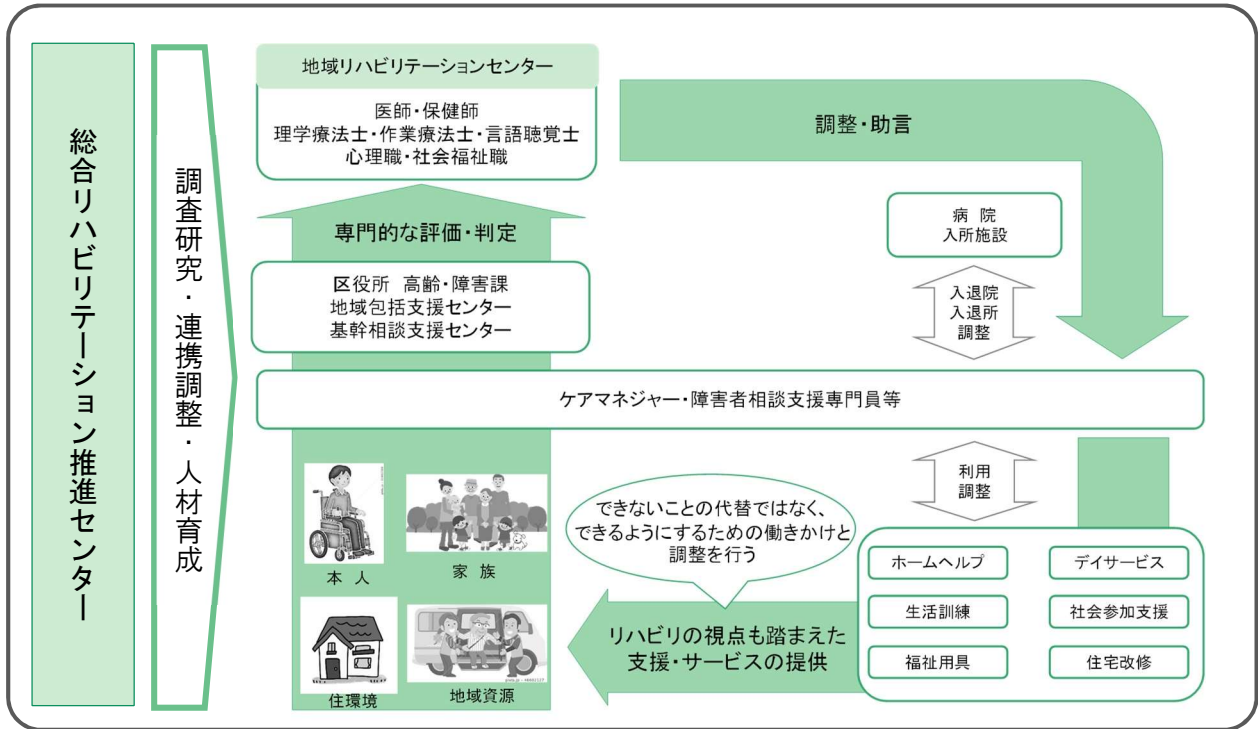 総合リハビリテーション推進センター
調査研究・連携調整・人材育成
地域リハビリテーションセンター
医師・保健師
理学療法士・作業療法士・言語聴覚士
心理職・社会福祉職
調整・助言
専門的な評価・判定
区役所 高齢・障害課
地域包括支援センター
基幹相談支援センター
病 院
入所施設
入退院
入退所
調整
ケアマネジャー・障害者相談支援専門員等
利用
調整
本 人
家 族
住環境
地域資源
できないことの代替ではなく、
できるようにするための働きかけと
調整を行う
リハビリの視点も踏まえた
支援・サービスの提供
ホームヘルプ
デイサービス
生活訓練
社会参加支援
福祉用具
住宅改修